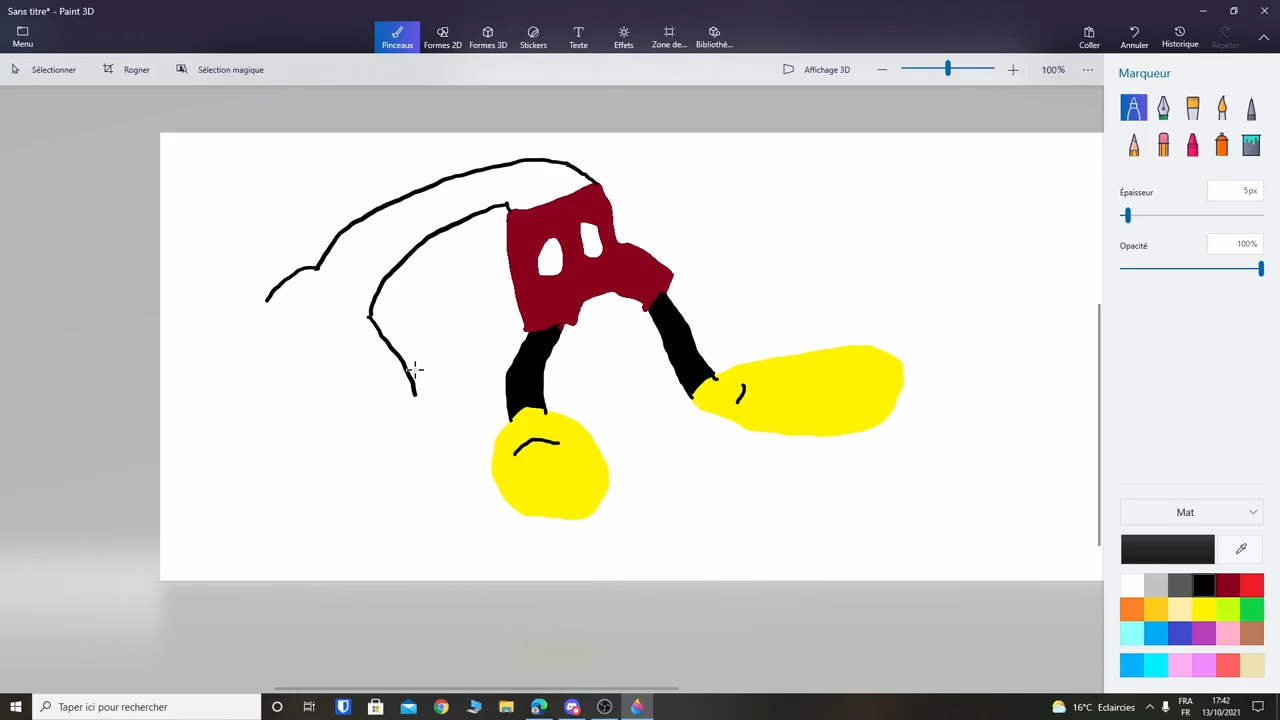 Sans titre* - Paint 3D
Menu
Pinceaux
Formes 2D
Formes 3D
Stickers
Texte
Effets
Zone de...
Bibliothè...
Coller
Annuler
Historique
Répéter
Sélectionner
Rogner
Sélection magique
Affichage 3D
100%
Marqueur
Épaisseur
5px
Opacité
100%
Mat
Taper ici pour rechercher
16°C Eclaircies
FRA
FR
17:42
13/10/2021